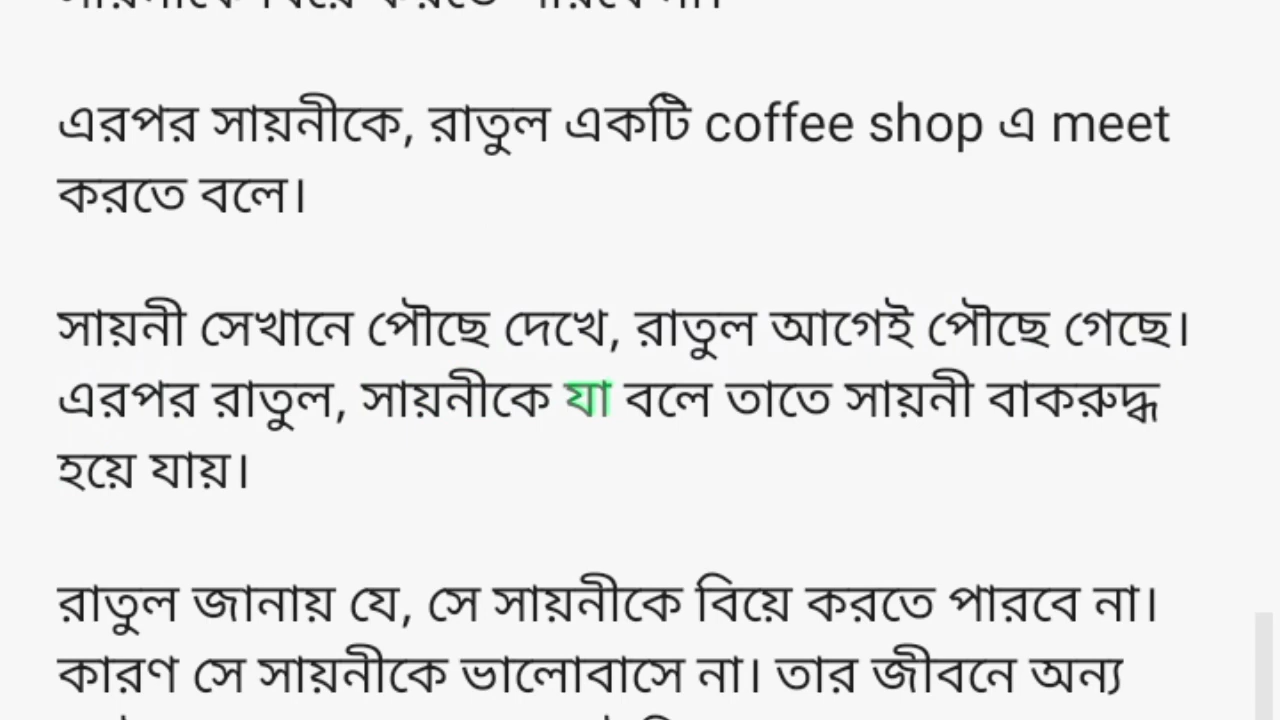 এরপর সায়নীকে, রাতুল একটি coffee shop এ meet
করতে বলে।
সায়নী সেখানে পৌছে দেখে, রাতুল আগেই পৌছে গেছে।
এরপর রাতুল, সায়নীকে যা বলে তাতে সায়নী বাকরুদ্ধ
হয়ে যায়।
রাতুল জানায় যে, সে সায়নীকে বিয়ে করতে পারবে না।
কারণ সে সায়নীকে ভালোবাসে না। তার জীবনে অন্য